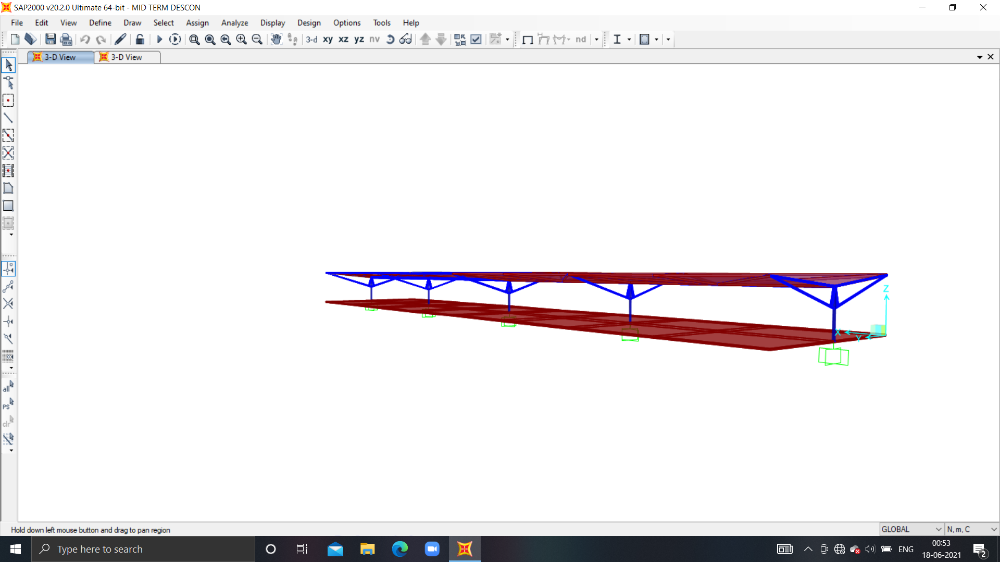 SAP2000 v20.2.0 Ultimate 64-bit - MID TERM DESCON
File Edit View Define Draw Select Assign Analyze Display Design Options Tools Help
3-d xy xz yz nv nd
3-D View 3-D View
all
PS
clr
Z
X
Y
Hold down left mouse button and drag to pan region
GLOBAL N, m, C
Type here to search
ENG
00:53
18-06-2021
2